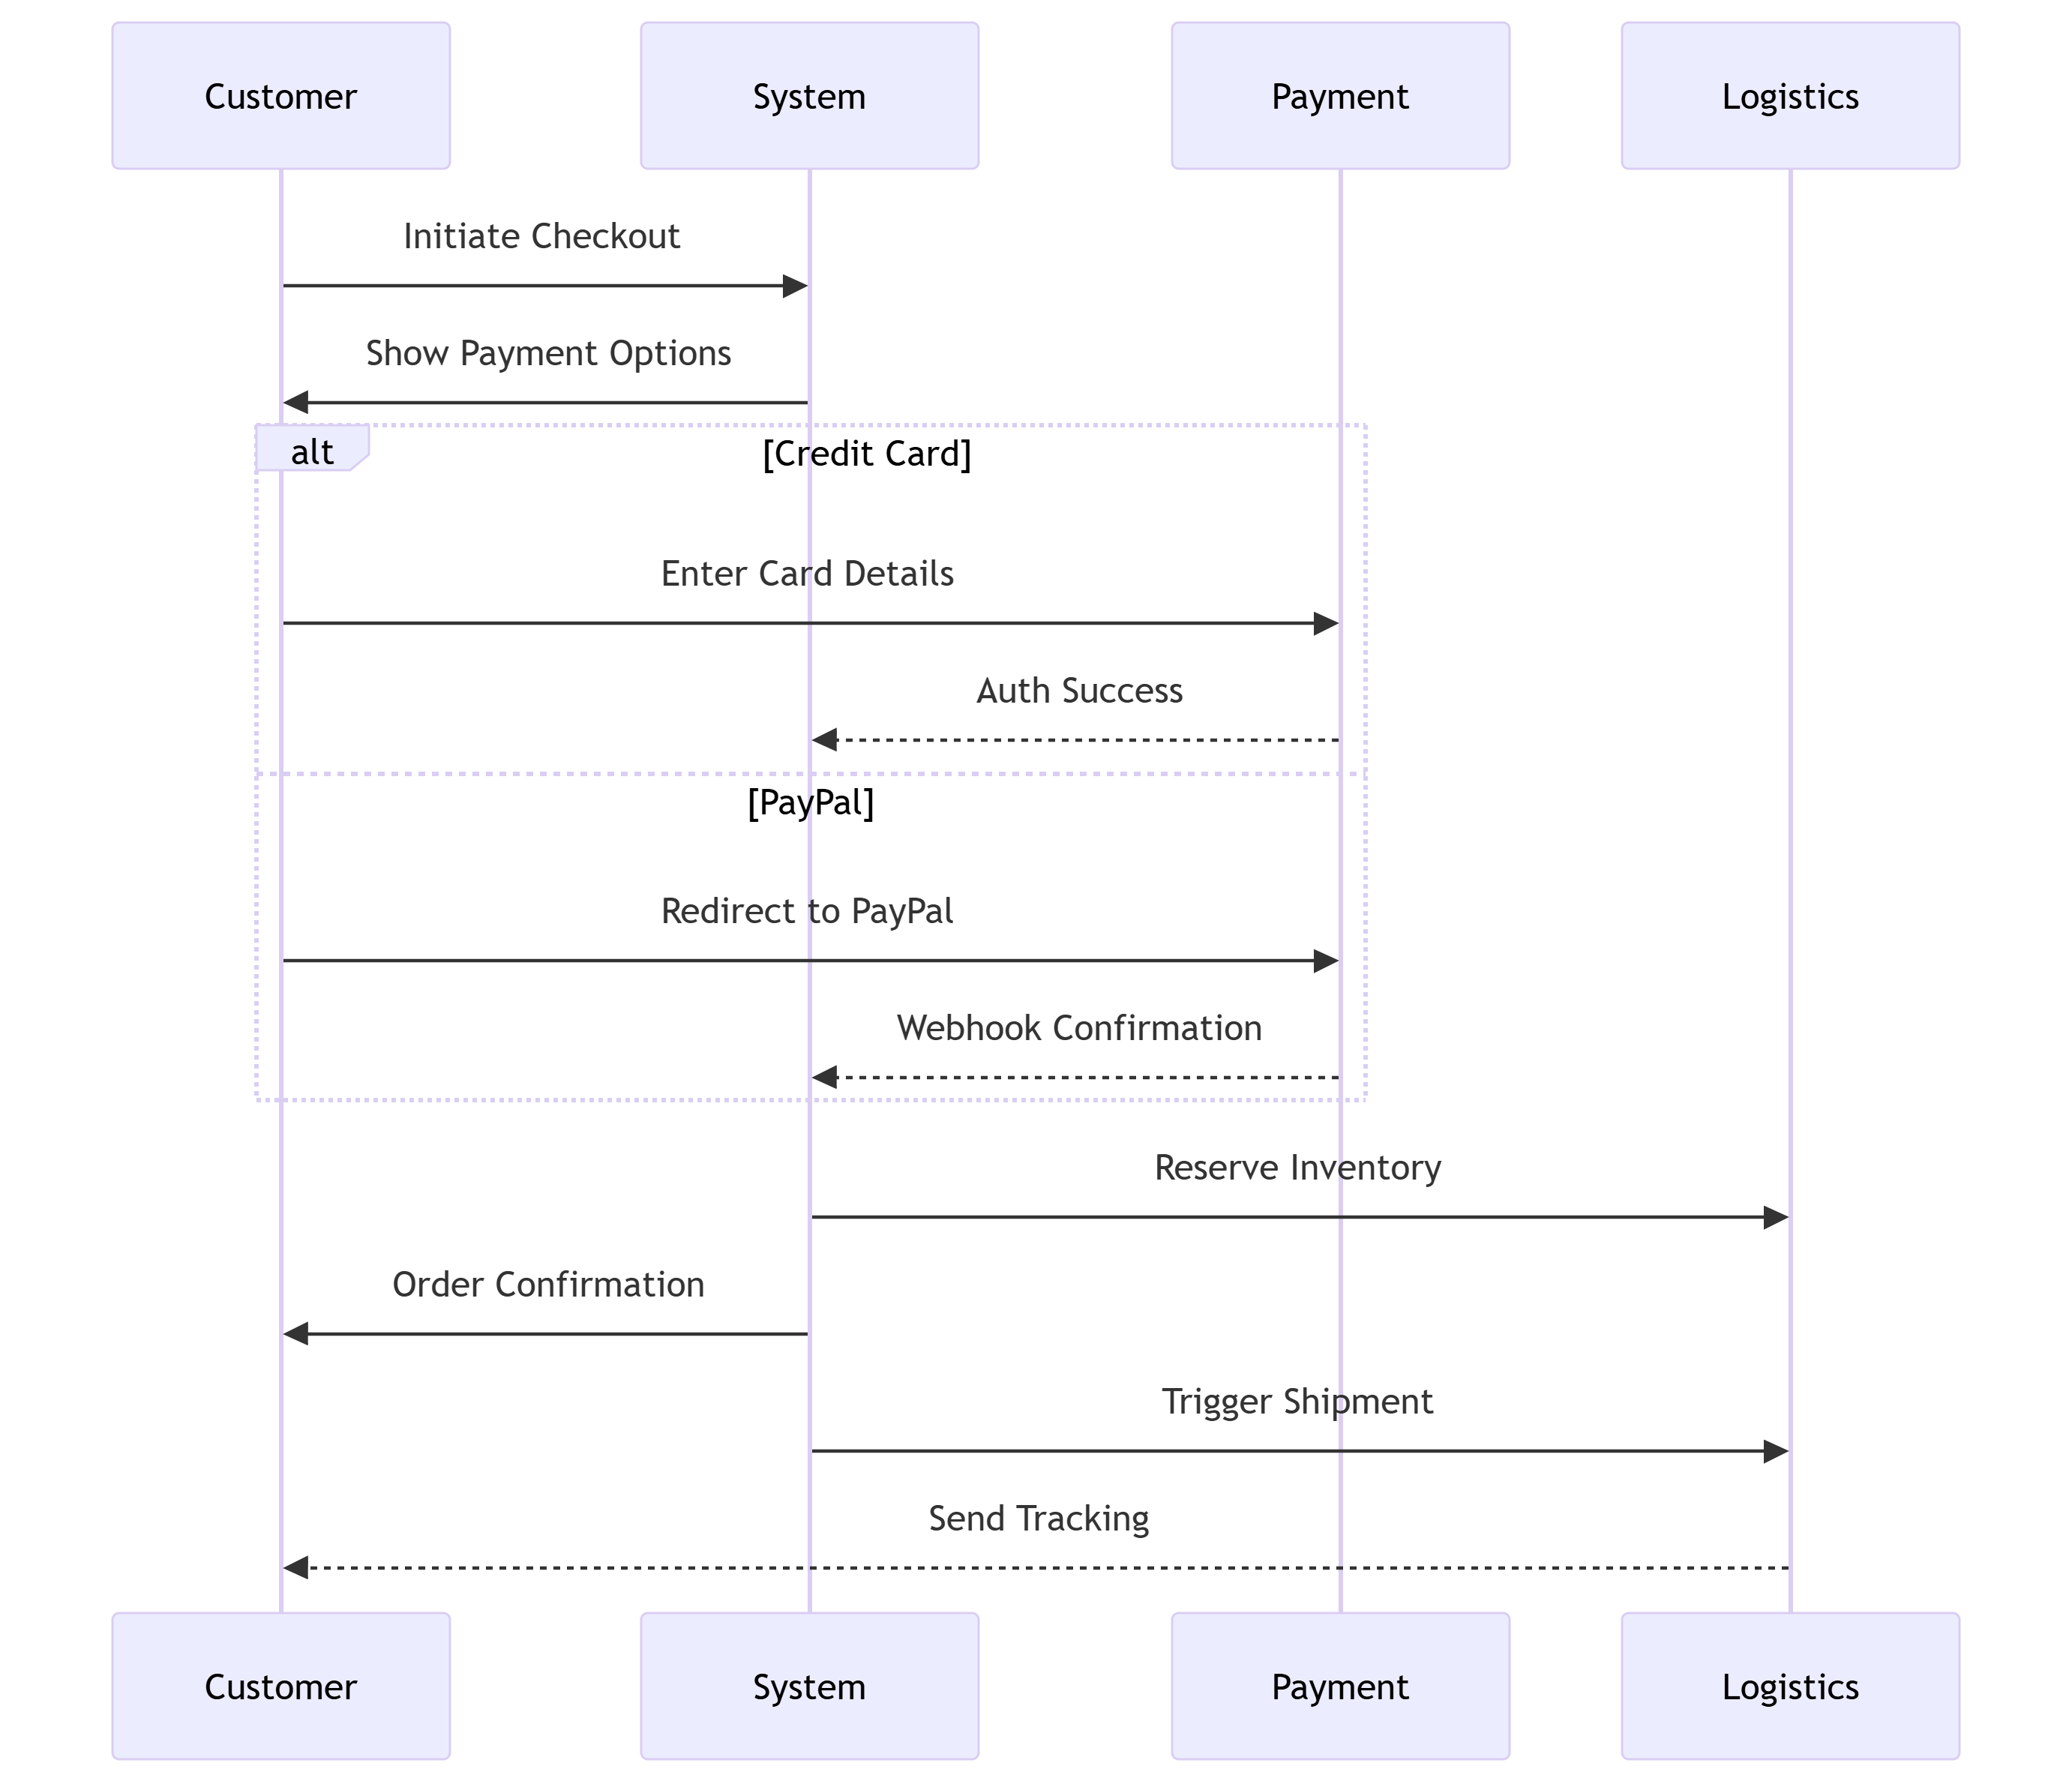 Customer
System
Payment
Logistics
Initiate Checkout
Show Payment Options
alt
[Credit Card]
Enter Card Details
Auth Success
[PayPal]
Redirect to PayPal
Webhook Confirmation
Reserve Inventory
Order Confirmation
Trigger Shipment
Send Tracking
Customer
System
Payment
Logistics